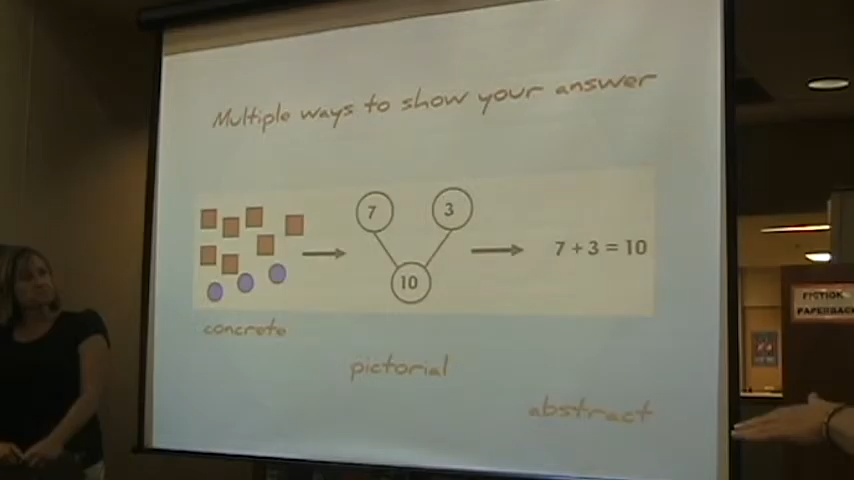 Multiple ways to show your answer
7
3
10
7 + 3 = 10
concrete
pictorial
abstract
FICTION
PAPERBACK